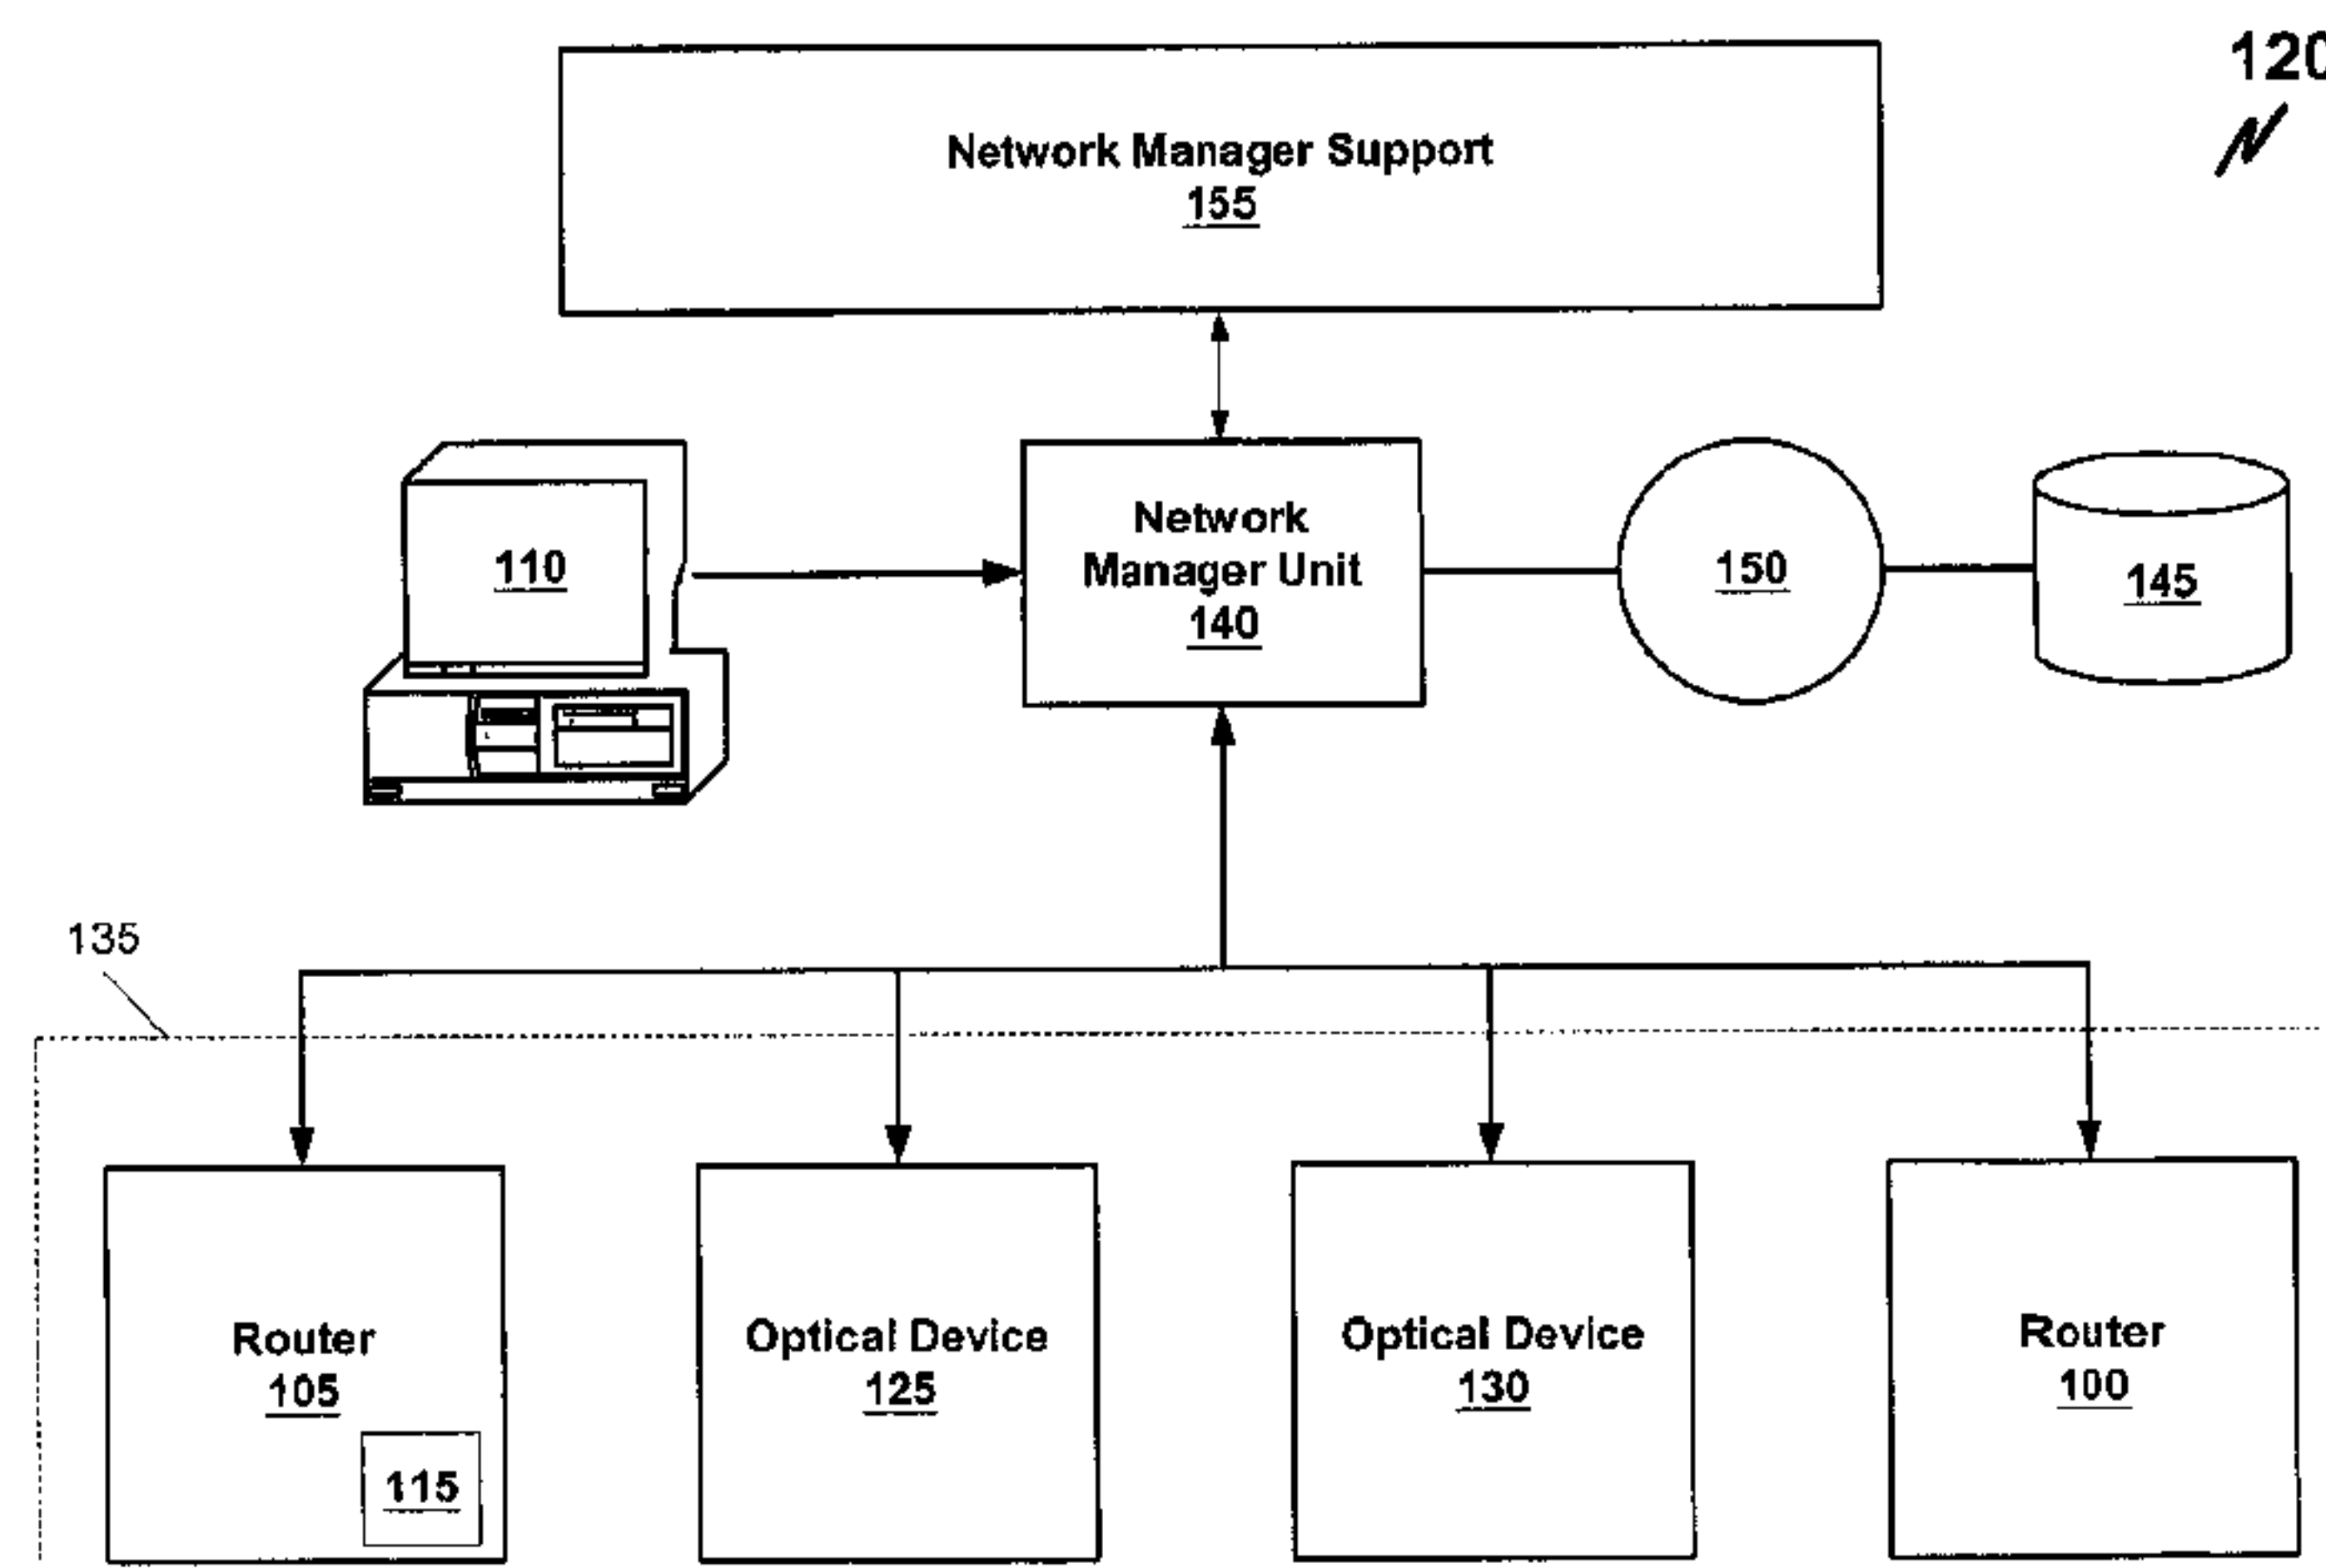 120
Network Manager Support
155
110
Network
Manager Unit
140
150
145
135
Router
105
115
Optical Device
125
Optical Device
130
Router
100